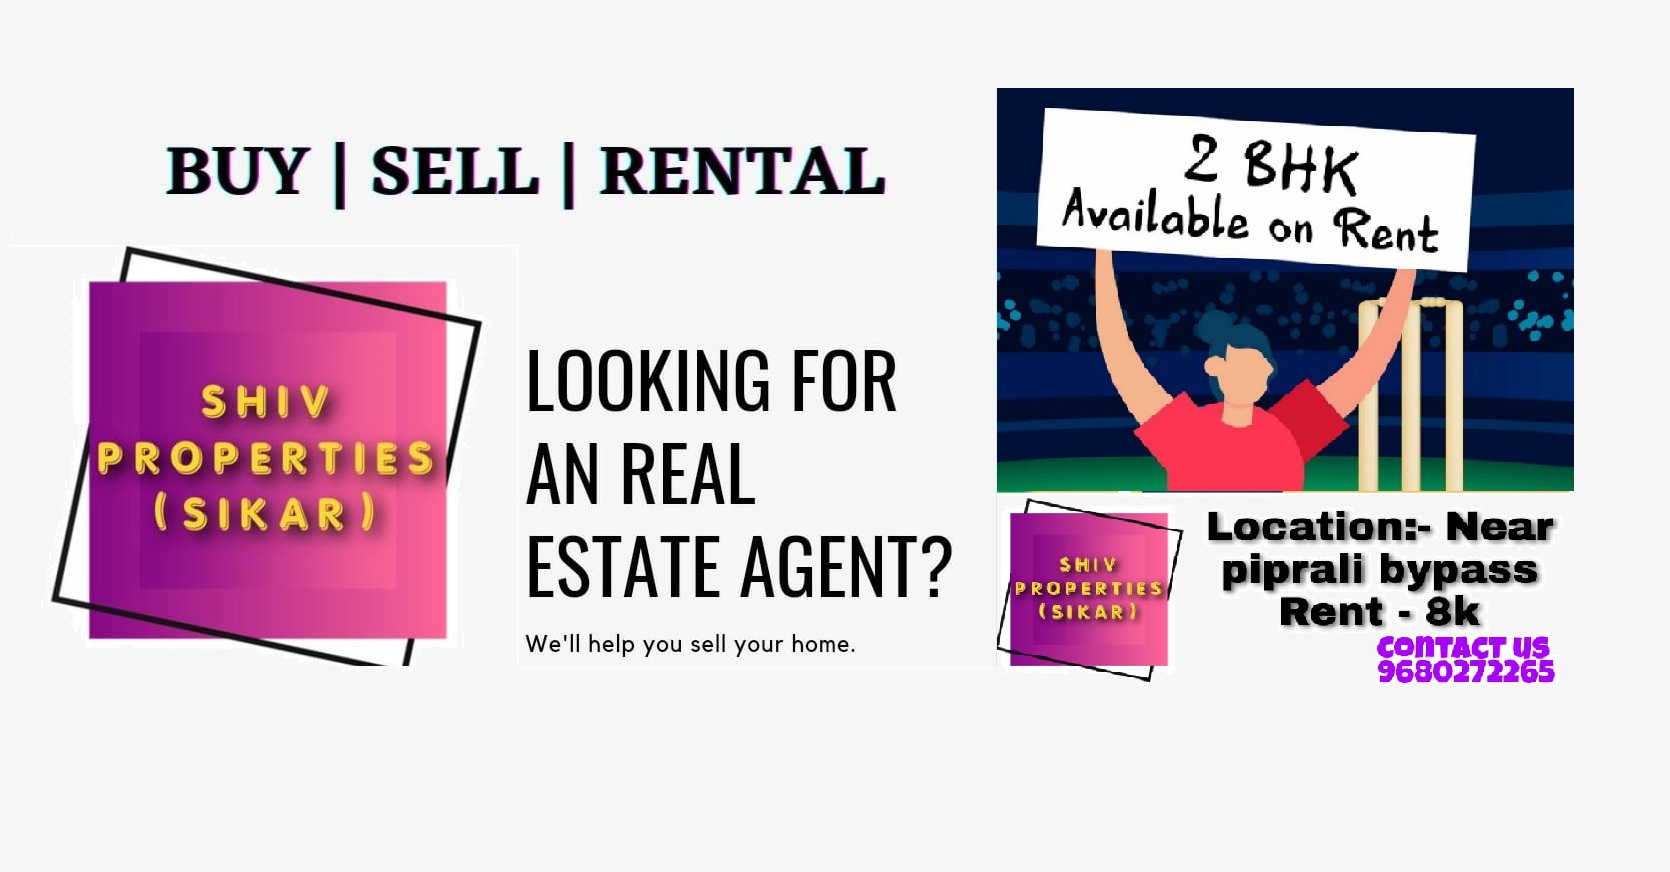 BUY | SELL | RENTAL
SHIV
PROPERTIES
(SIKAR)
LOOKING FOR
AN REAL
ESTATE AGENT?
We'll help you sell your home.
2 BHK
Available on Rent
SHIV
PROPERTIES
(SIKAR)
Location:- Near
piprali bypass
Rent - 8k
CONTACT US
9680272265